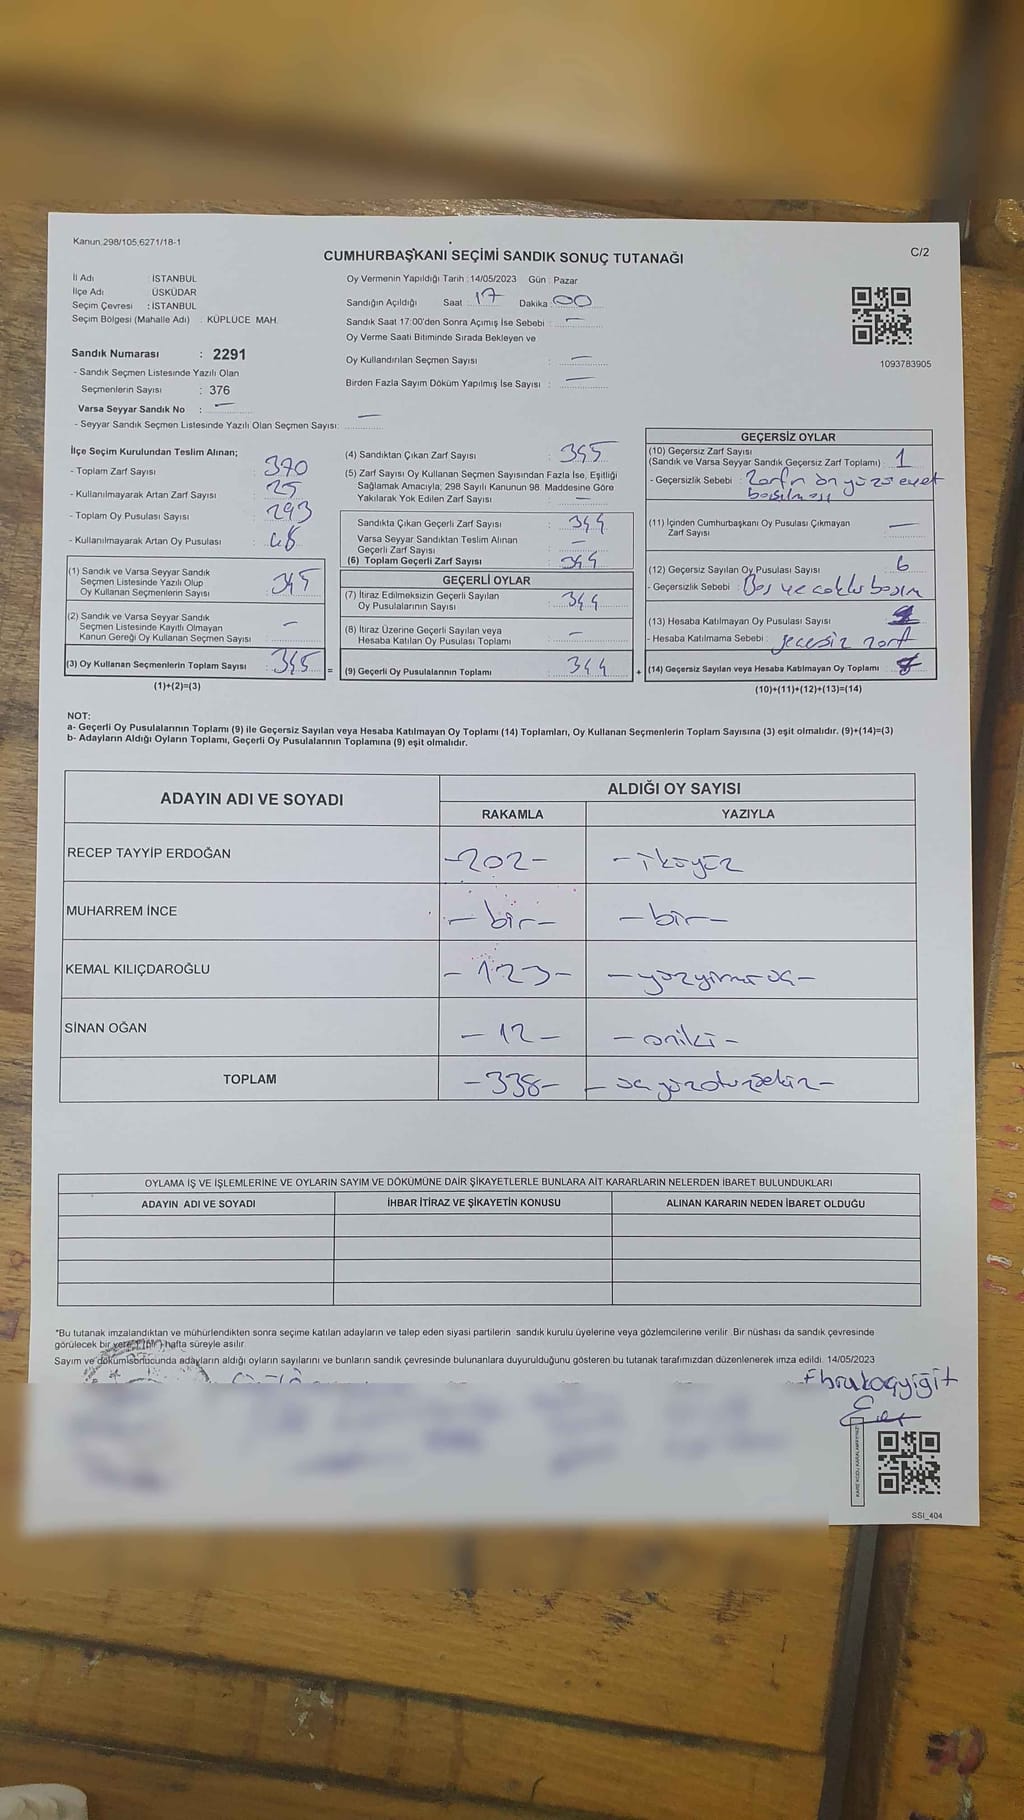 Kanun 298/105,6271/18-1
CUMHURBAŞKANI SEÇİMİ SANDIK SONUÇ TUTANAĞI
C/2
İl Adı : İSTANBUL
İlçe Adı : ÜSKÜDAR
Seçim Çevresi : İSTANBUL
Seçim Bölgesi (Mahalle Adı) : KÜPLÜCE MAH.
Oy Vermenin Yapıldığı Tarih : 14/05/2023 Gün : Pazar
Sandığın Açıldığı Saat : 17 Dakika : 00
Sandık Saat 17:00'den Sonra Açımış İse Sebebi : —
Oy Verme Saati Bitiminde Sırada Bekleyen ve
Oy Kullandırılan Seçmen Sayısı : —
Birden Fazla Sayım Döküm Yapılmış İse Sayısı : —
1093783905
Sandık Numarası : 2291
- Sandık Seçmen Listesinde Yazılı Olan
Seçmenlerin Sayısı : 376
Varsa Seyyar Sandık No : —
- Seyyar Sandık Seçmen Listesinde Yazılı Olan Seçmen Sayısı: —
İlçe Seçim Kurulundan Teslim Alınan;
- Toplam Zarf Sayısı : 370
- Kullanılmayarak Artan Zarf Sayısı : 25
- Toplam Oy Pusulası Sayısı : 293
- Kullanılmayarak Artan Oy Pusulası : 48
(1) Sandık ve Varsa Seyyar Sandık
Seçmen Listesinde Yazılı Olup
Oy Kullanan Seçmenlerin Sayısı : 345
(2) Sandık ve Varsa Seyyar Sandık
Seçmen Listesinde Kayıtlı Olmayan
Kanun Gereği Oy Kullanan Seçmen Sayısı : —
(3) Oy Kullanan Seçmenlerin Toplam Sayısı : 345 =
(1)+(2)=(3)
(4) Sandıktan Çıkan Zarf Sayısı : 345
(5) Zarf Sayısı Oy Kullanan Seçmen Sayısından Fazla İse, Eşitliği
Sağlamak Amacıyla; 298 Sayılı Kanunun 98. Maddesine Göre
Yakılarak Yok Edilen Zarf Sayısı : —
Sandıkta Çıkan Geçerli Zarf Sayısı : 344
Varsa Seyyar Sandıktan Teslim Alınan
Geçerli Zarf Sayısı : —
(6) Toplam Geçerli Zarf Sayısı : 344
GEÇERLİ OYLAR
(7) İtiraz Edilmeksizin Geçerli Sayılan
Oy Pusulalarının Sayısı : 344
(8) İtiraz Üzerine Geçerli Sayılan veya
Hesaba Katılan Oy Pusulası Toplamı : —
(9) Geçerli Oy Pusulalarının Toplamı : 344 +
GEÇERSİZ OYLAR
(10) Geçersiz Zarf Sayısı
(Sandık ve Varsa Seyyar Sandık Geçersiz Zarf Toplamı) : 1
- Geçersizlik Sebebi : Zarfın ön yüzü evet
basılması
(11) İçinden Cumhurbaşkanı Oy Pusulası Çıkmayan
Zarf Sayısı : —
(12) Geçersiz Sayılan Oy Pusulası Sayısı : 6
- Geçersizlik Sebebi : Boş ve çoklu basım
(13) Hesaba Katılmayan Oy Pusulası Sayısı :
- Hesaba Katılmama Sebebi : geçersiz zarf
(14) Geçersiz Sayılan veya Hesaba Katılmayan Oy Toplamı :
(10)+(11)+(12)+(13)=(14)
NOT:
a- Geçerli Oy Pusulalarının Toplamı (9) ile Geçersiz Sayılan veya Hesaba Katılmayan Oy Toplamı (14) Toplamları, Oy Kullanan Seçmenlerin Toplam Sayısına (3) eşit olmalıdır. (9)+(14)=(3)
b- Adayların Aldığı Oyların Toplamı, Geçerli Oy Pusulalarının Toplamına (9) eşit olmalıdır.
ADAYIN ADI VE SOYADI
ALDIĞI OY SAYISI
RAKAMLA YAZIYLA
RECEP TAYYİP ERDOĞAN -202- -ikiyüz
MUHARREM İNCE -bir- -bir-
KEMAL KILIÇDAROĞLU -123- -yüzyirmi üç-
SİNAN OĞAN -12- -oniki-
TOPLAM -338- -üçyüzotuzsekiz-
OYLAMA İŞ VE İŞLEMLERİNE VE OYLARIN SAYIM VE DÖKÜMÜNE DAİR ŞİKAYETLERLE BUNLARA AİT KARARLARIN NELERDEN İBARET BULUNDUKLARI
ADAYIN ADI VE SOYADI İHBAR İTİRAZ VE ŞİKAYETİN KONUSU ALINAN KARARIN NEDEN İBARET OLDUĞU
*Bu tutanak imzalandıktan ve mühürlendikten sonra seçime katılan adayların ve talep eden siyasi partilerin sandık kurulu üyelerine veya gözlemcilerine verilir. Bir nüshası da sandık çevresinde
görülecek bir yere 1 (bir) hafta süreyle asılır
Sayım ve dökümsonucunda adayların aldığı oyların sayılarını ve bunların sandık çevresinde bulunanlara duyurulduğunu gösteren bu tutanak tarafımızdan düzenlenerek imza edildi. 14/05/2023
Ebru koçyiğit
KARE KODU KARALAMAYINIZ
SSI_404